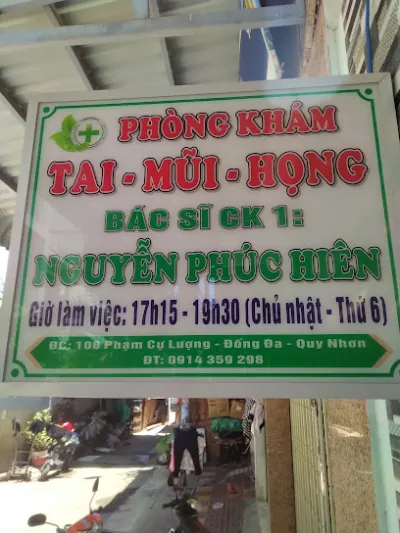 PHÒNG KHÁM
TAI - MŨI - HỌNG
BÁC SĨ CK 1:
NGUYỄN PHÚC HIÊN
Giờ làm việc: 17h15 - 19h30 (Chủ nhật - Thứ 6)
ĐC: 108 Phạm Cự Lượng - Đống Đa - Quy Nhơn
ĐT: 0914 359 298